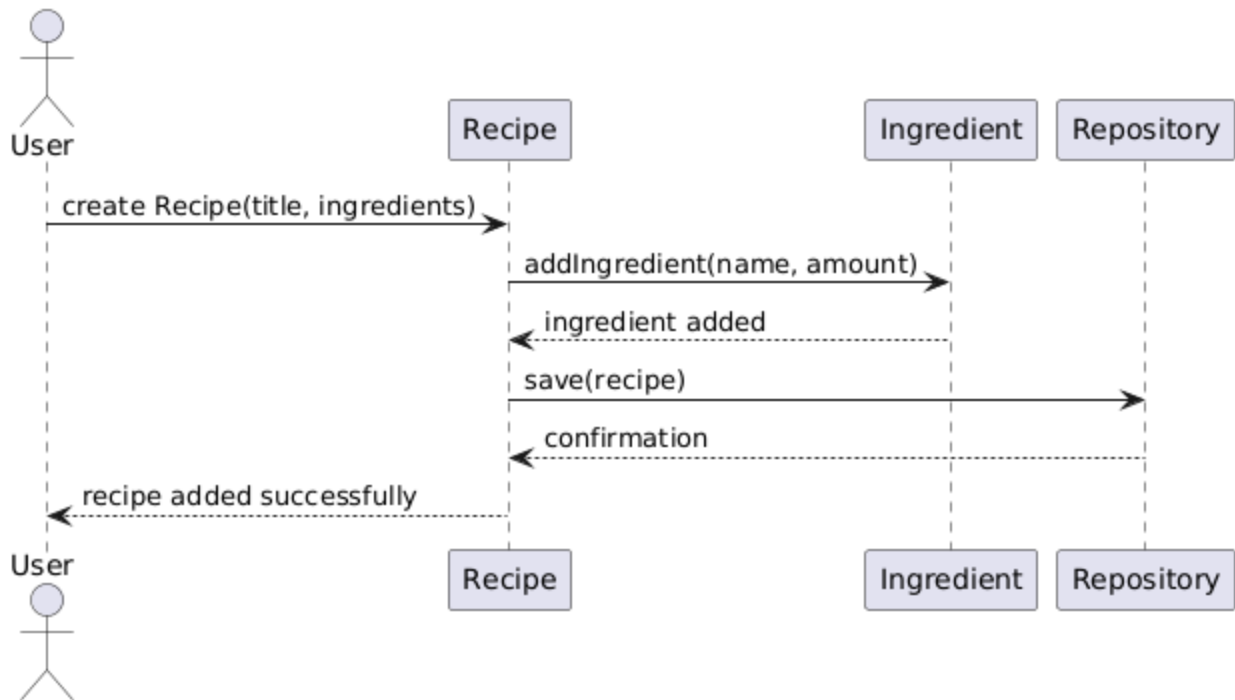 User
Recipe
Ingredient
Repository
create Recipe(title, ingredients)
addIngredient(name, amount)
ingredient added
save(recipe)
confirmation
recipe added successfully
User
Recipe
Ingredient
Repository